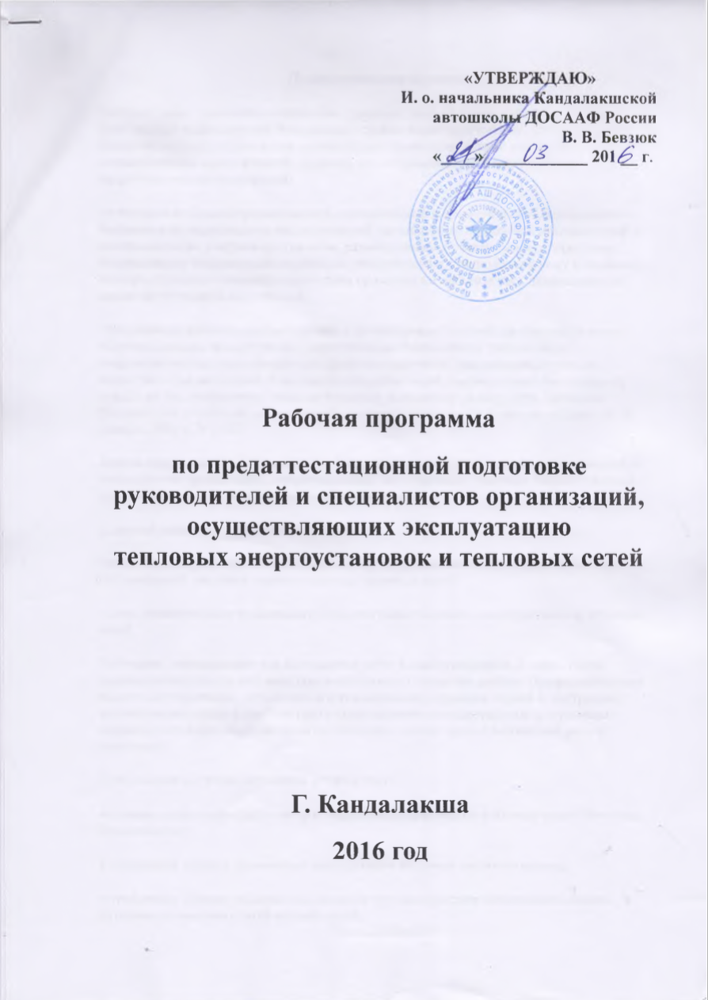 «УТВЕРЖДАЮ»
И. о. начальника Кандалакшской
автошколы ДОСААФ России
В. В. Бевзюк
«21» 03 2016 г.
Рабочая программа
по предаттестационной подготовке
руководителей и специалистов организаций,
осуществляющих эксплуатацию
тепловых энергоустановок и тепловых сетей
Г. Кандалакша
2016 год